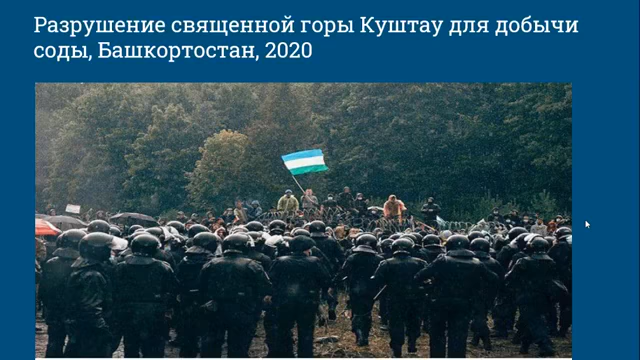 Разрушение священной горы Куштау для добычи
соды, Башкортостан, 2020